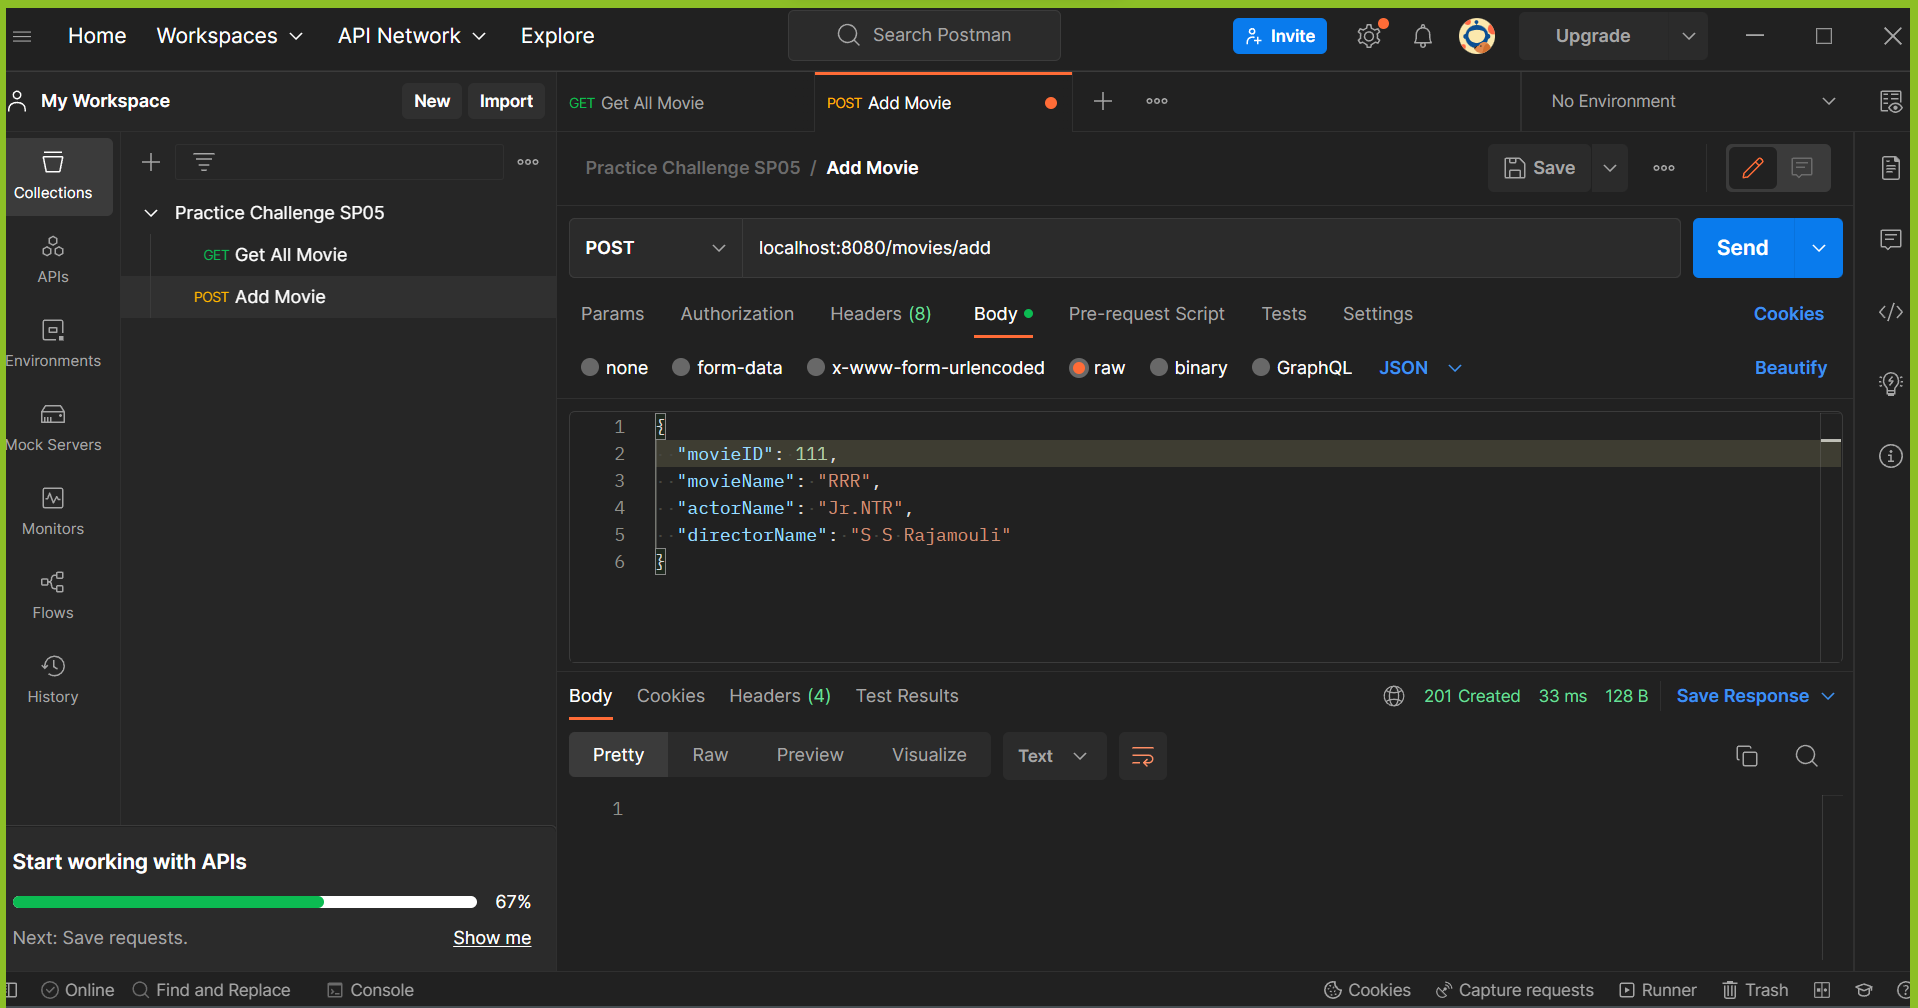 Home Workspaces API Network Explore Search Postman Invite Upgrade
My Workspace New Import
GET Get All Movie POST Add Movie No Environment
Collections
Practice Challenge SP05
GET Get All Movie
POST Add Movie
APIs
Environments
Mock Servers
Monitors
Flows
History
Practice Challenge SP05 / Add Movie Save
POST localhost:8080/movies/add Send
Params Authorization Headers (8) Body Pre-request Script Tests Settings Cookies
none form-data x-www-form-urlencoded raw binary GraphQL JSON Beautify
1 {
2 "movieID": 111,
3 "movieName": "RRR",
4 "actorName": "Jr.NTR",
5 "directorName": "S S Rajamouli"
6 }
Body Cookies Headers (4) Test Results 201 Created 33 ms 128 B Save Response
Pretty Raw Preview Visualize Text
1
Start working with APIs
67%
Next: Save requests. Show me
Online Find and Replace Console Cookies Capture requests Runner Trash